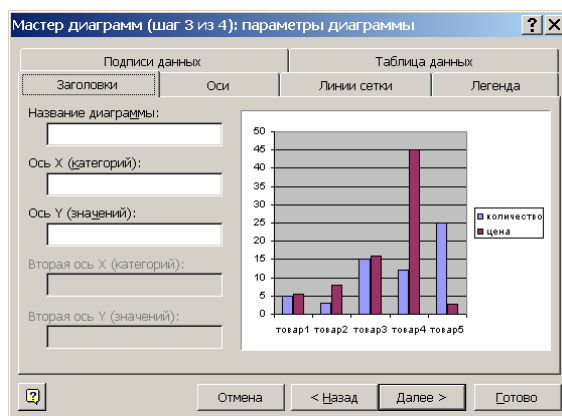 Мастер диаграмм (шаг 3 из 4): параметры диаграммы
Подписи данных
Таблица данных
Заголовки
Оси
Линии сетки
Легенда
Название диаграммы:
Ось X (категорий):
Ось Y (значений):
Вторая ось X (категорий):
Вторая ось Y (значений):
50
45
40
35
30
25
20
15
10
5
0
товар1 товар2 товар3 товар4 товар5
количество
цена
Отмена
< Назад
Далее >
Готово